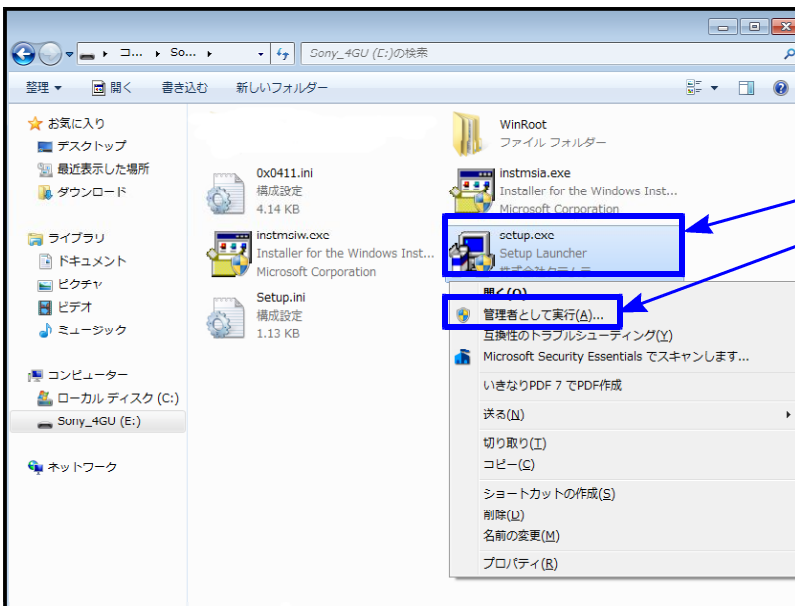 コ... So...
Sony_4GU (E:)の検索
整理 開く 書き込む 新しいフォルダー
お気に入り
デスクトップ
最近表示した場所
ダウンロード
ライブラリ
ドキュメント
ピクチャ
ビデオ
ミュージック
コンピューター
ローカル ディスク (C:)
Sony_4GU (E:)
ネットワーク
WinRoot
ファイル フォルダー
0x0411.ini
構成設定
4.14 KB
instmsia.exe
Installer for the Windows Inst...
Microsoft Corporation
instmsiw.exe
Installer for the Windows Inst...
Microsoft Corporation
setup.exe
Setup Launcher
株式会社
Setup.ini
構成設定
1.13 KB
開く(O)
管理者として実行(A)...
互換性のトラブルシューティング(Y)
Microsoft Security Essentials でスキャンします...
いきなりPDF 7 でPDF作成
送る(N)
切り取り(T)
コピー(C)
ショートカットの作成(S)
削除(D)
名前の変更(M)
プロパティ(R)